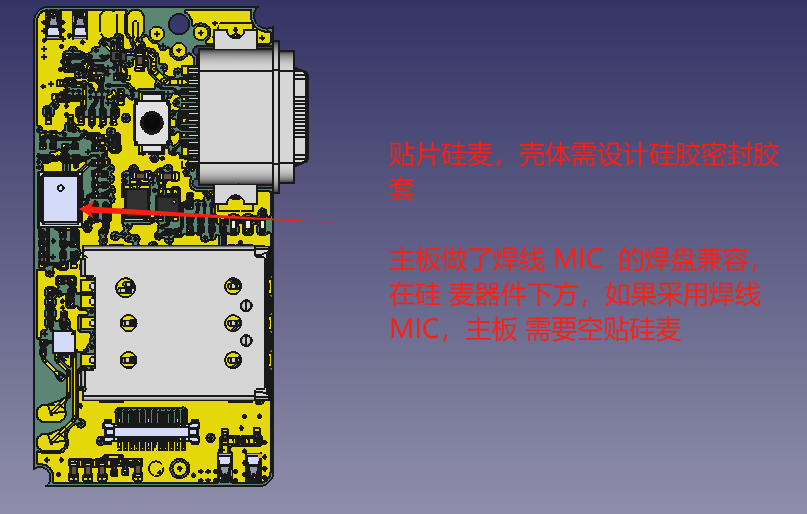 贴片硅麦，壳体需设计硅胶密封胶
套
主板做了焊线 MIC 的焊盘兼容，
在硅 麦器件下方，如果采用焊线
MIC，主板 需要空贴硅麦